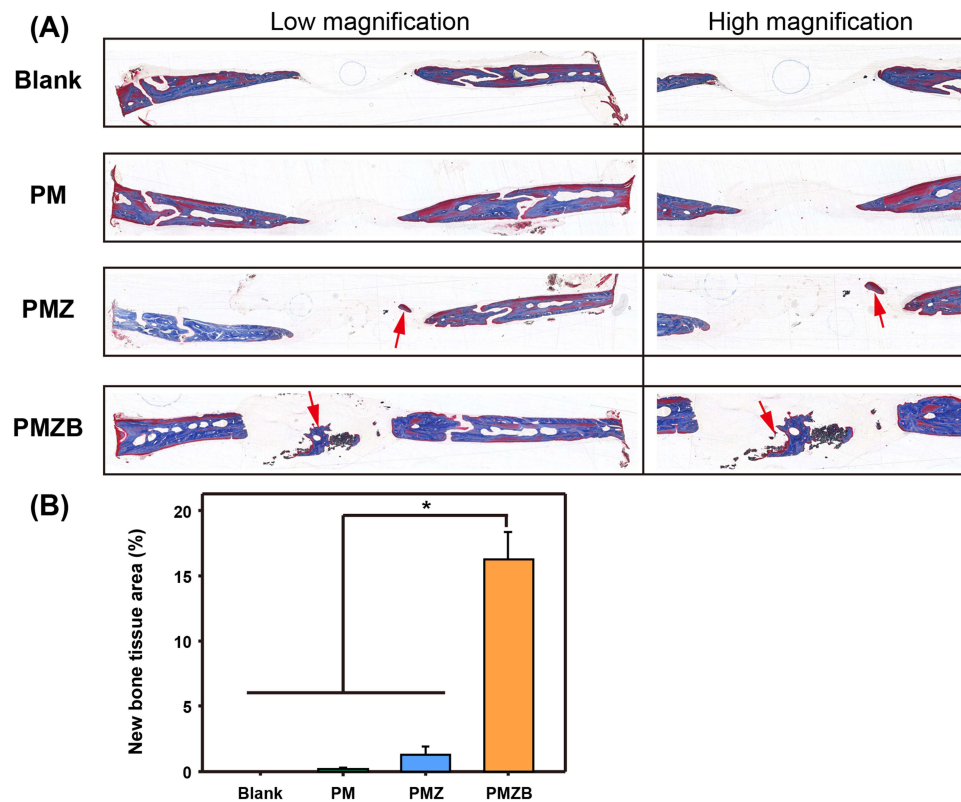 (A)
Low magnification
High magnification
Blank
PM
PMZ
PMZB
(B)
New bone tissue area (%)
20
15
10
5
0
*
Blank
PM
PMZ
PMZB